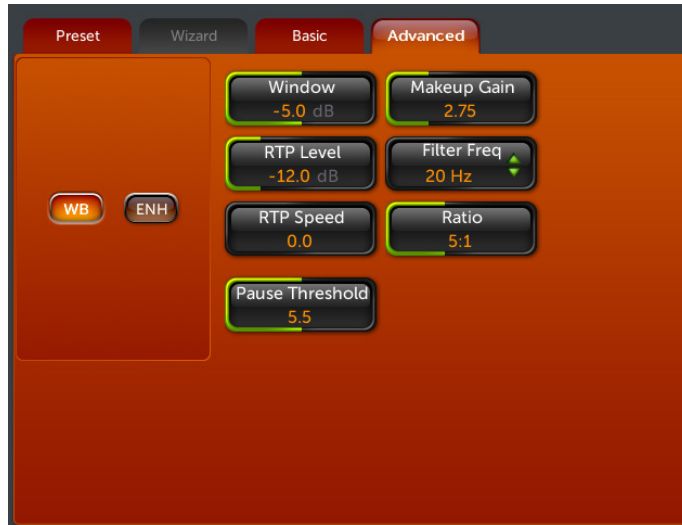 Preset Wizard Basic Advanced
Window Makeup Gain
-5.0 dB 2.75
RTP Level Filter Freq
-12.0 dB 20 Hz
WB ENH
RTP Speed Ratio
0.0 5:1
Pause Threshold
5.5